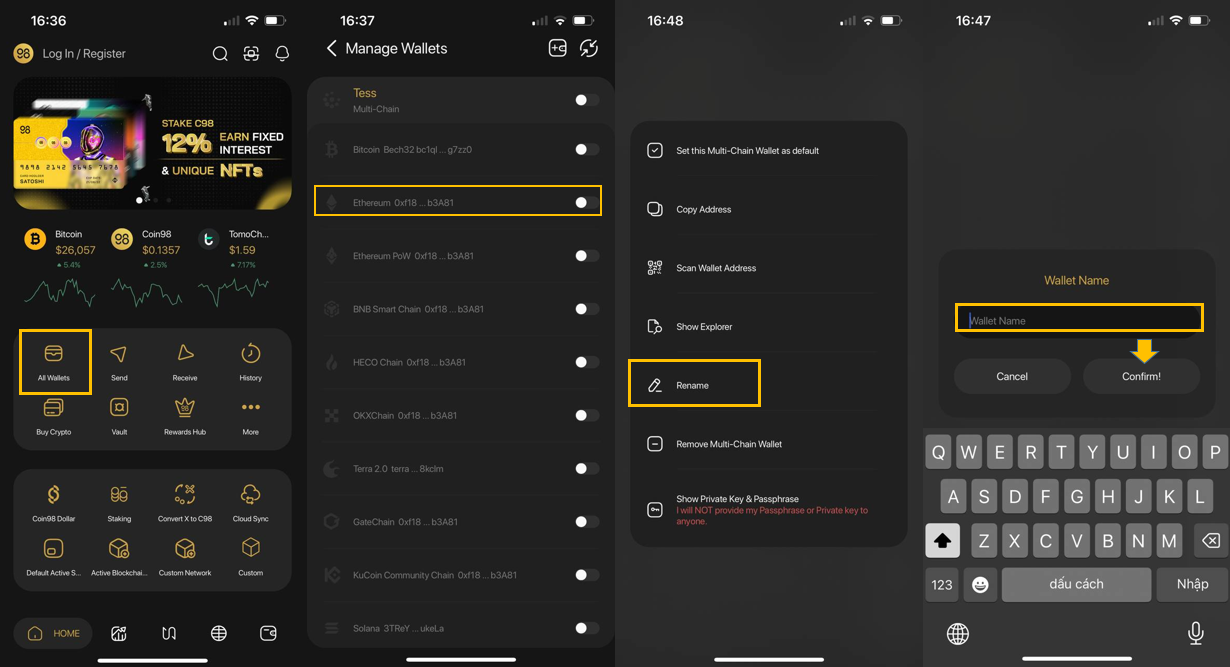 16:36
98 Log In / Register
98
9898 2142 5645 7678
SATOSHI
STAKE C98
12% EARN FIXED
INTEREST
& UNIQUE NFTs
Bitcoin
$26,057
5.4%
98
Coin98
$0.1357
2.5%
TomoCh...
$1.59
7.17%
All Wallets
Send
Receive
History
Buy Crypto
Vault
Rewards Hub
More
Coin98 Dollar
Staking
Convert X to C98
Cloud Sync
Default Active S...
Active Blockchai...
Custom Network
Custom
HOME
16:37
Manage Wallets
Tess
Multi-Chain
Bitcoin Bech32 bc1ql ... g7zz0
Ethereum 0xf18 ... b3A81
Ethereum PoW 0xf18 ... b3A81
BNB Smart Chain 0xf18 ... b3A81
HECO Chain 0xf18 ... b3A81
OKXChain 0xf18 ... b3A81
Terra 2.0 terra ... 8kclm
GateChain 0xf18 ... b3A81
KuCoin Community Chain 0xf18 ... b3A81
Solana 3TReY ... ukeLa
16:48
Set this Multi-Chain Wallet as default
Copy Address
Scan Wallet Address
Show Explorer
Rename
Remove Multi-Chain Wallet
Show Private Key & Passphrase
I will NOT provide my Passphrase or Private key to
anyone.
16:47
Wallet Name
Wallet Name
Cancel
Confirm!
Q W E R T Y U I O P
A S D F G H J K L
Z X C V B N M
123 dấu cách Nhập